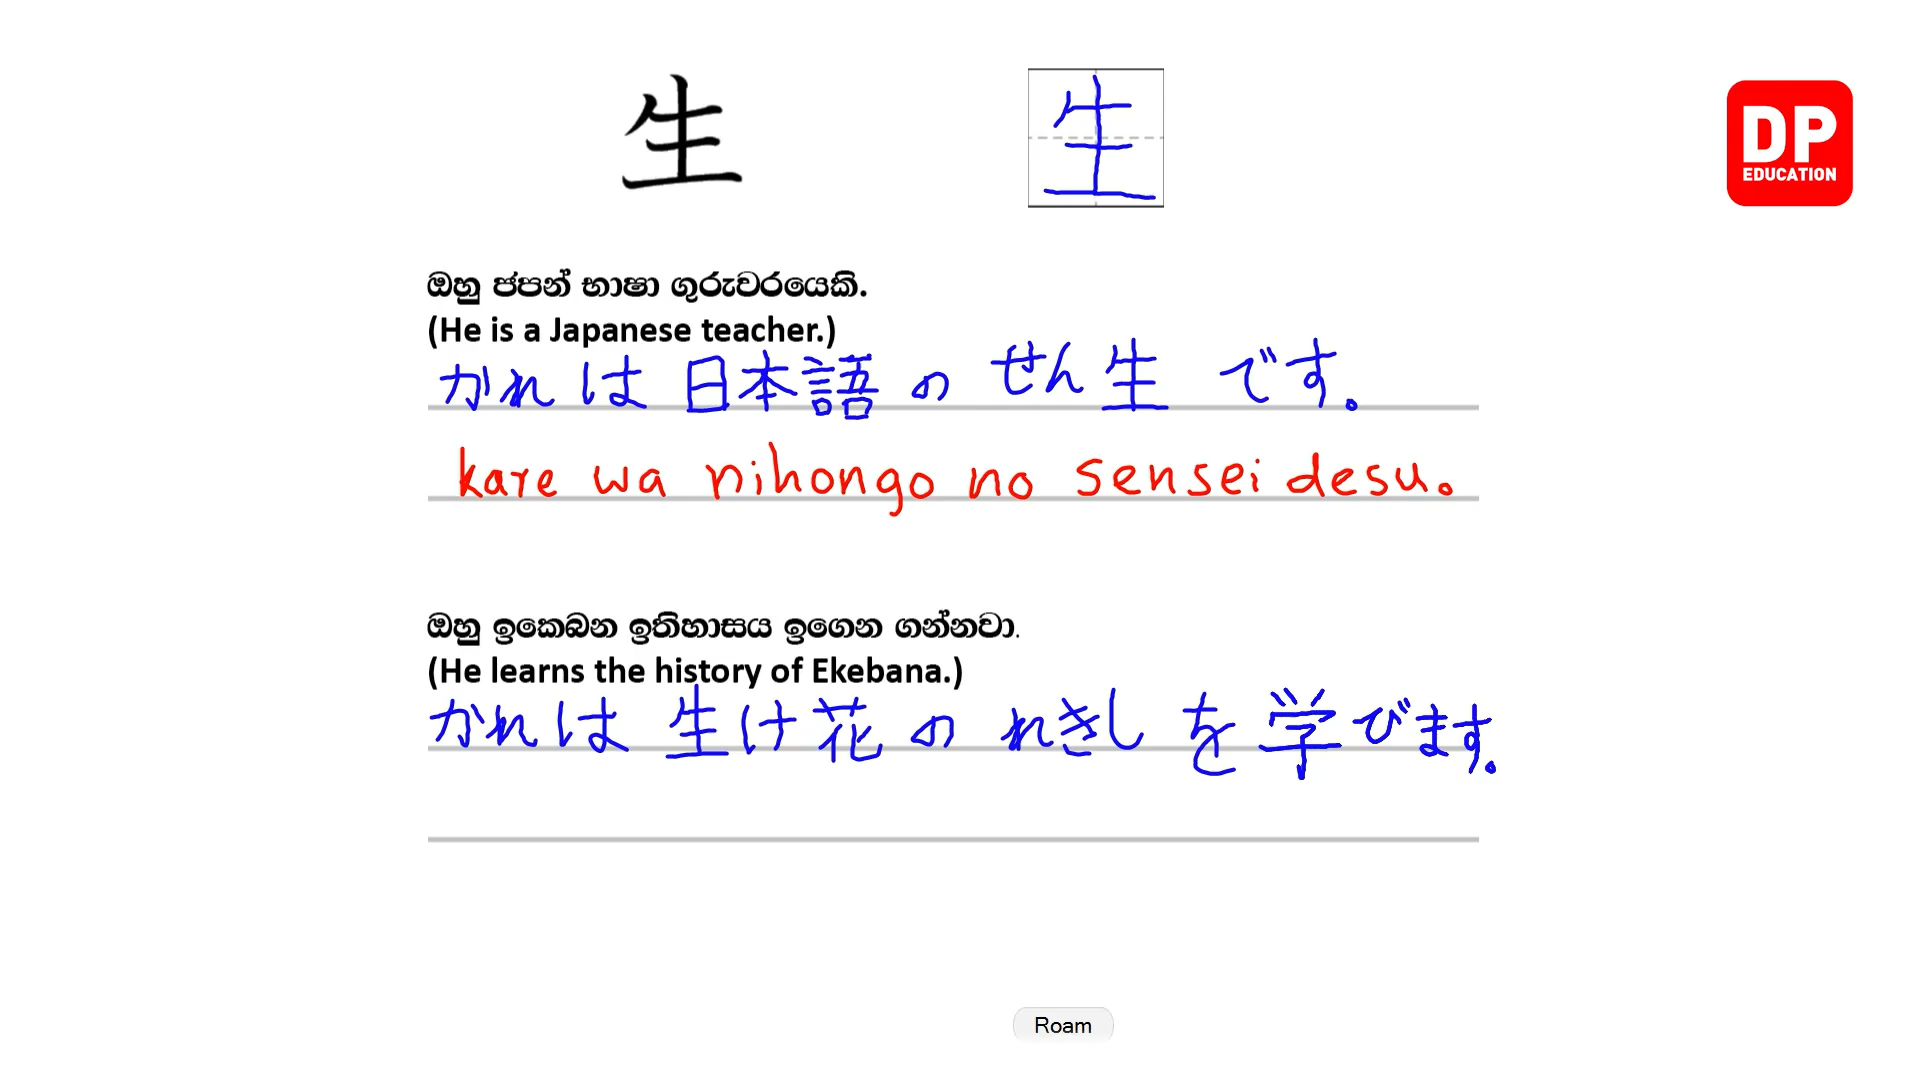 生 生
DP
EDUCATION
ඔහු ජපන් භාෂා ගුරුවරයෙකි.
(He is a Japanese teacher.)
かれは 日本語の せん生 です。
kare wa nihongo no sensei desu.
ඔහු ඉකෙබන ඉතිහාසය ඉගෙන ගන්නවා.
(He learns the history of Ekebana.)
かれは 生け花の れきし を 学びます。
Roam